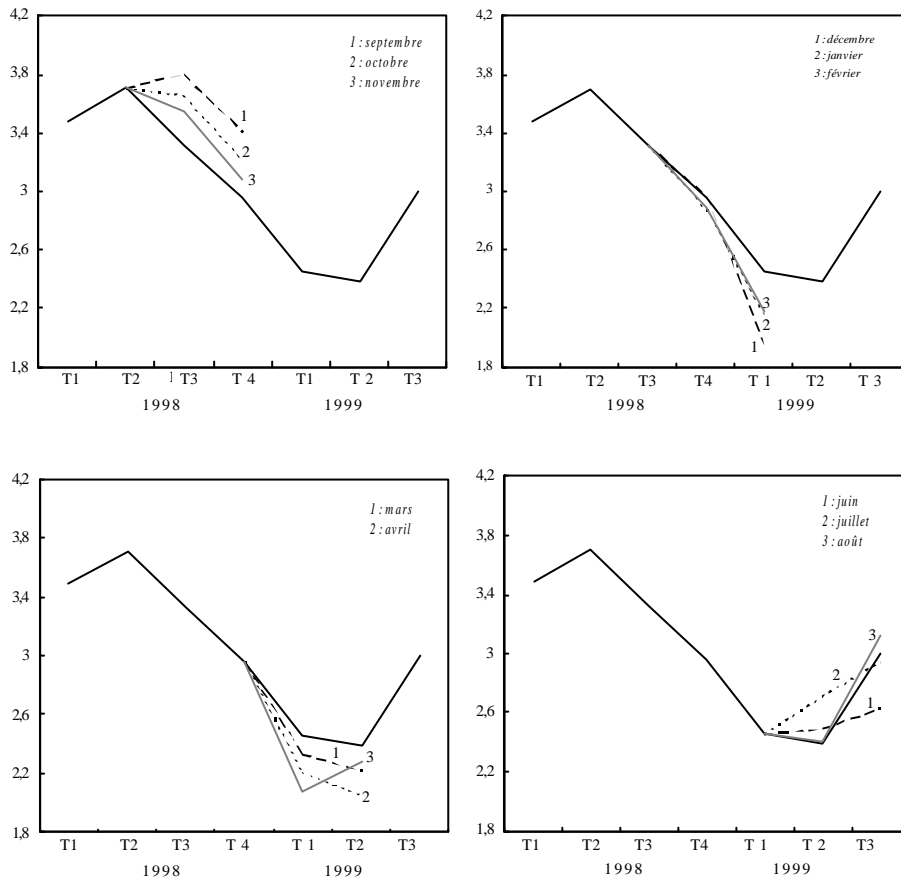 4,2
3,8
3,4
3
2,6
2,2
1,8
1 : septembre
2 : octobre
3 : novembre
1
2
3
T1 T2 T3 T 4 T1 T 2 T3
1998 1999
4,2
3,8
3,4
3
2,6
2,2
1,8
1 : décembre
2 : janvier
3 : février
3
2
1
T1 T2 T3 T4 T 1 T2 T 3
1998 1999
4,2
3,8
3,4
3
2,6
2,2
1,8
1 : mars
2 : avril
1
3
2
T1 T2 T3 T 4 T 1 T2 T3
1998 1999
4,2
3,8
3,4
3
2,6
2,2
1,8
1 : juin
2 : juillet
3 : août
3
2
1
T1 T2 T3 T4 T 1 T 2 T3
1998 1999